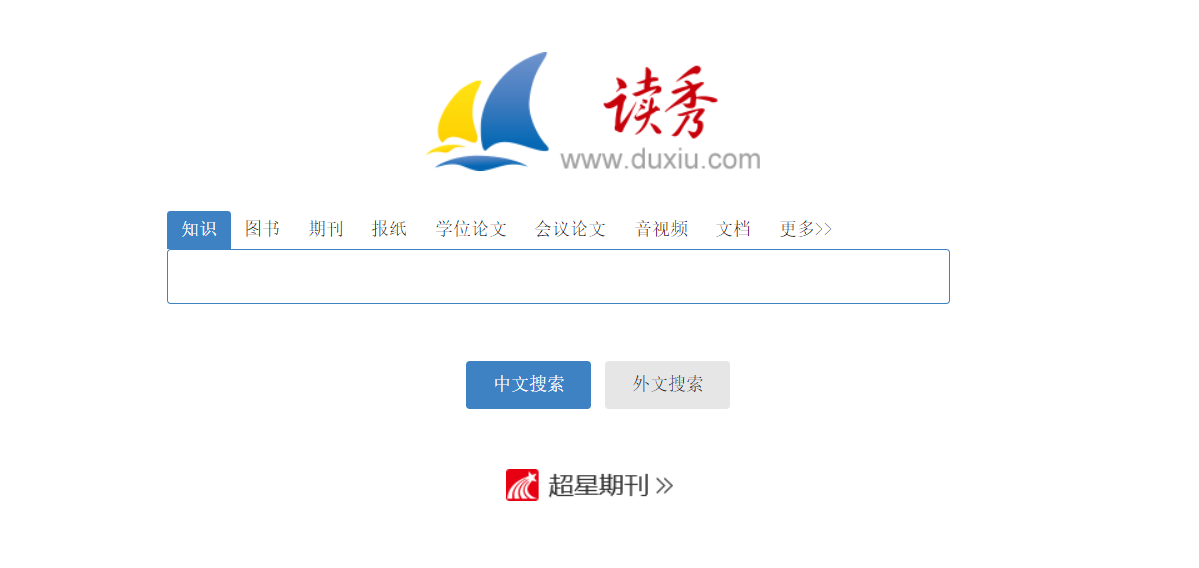 读秀
www.duxiu.com
知识 图书 期刊 报纸 学位论文 会议论文 音视频 文档 更多>>
中文搜索 外文搜索
超星期刊 >>